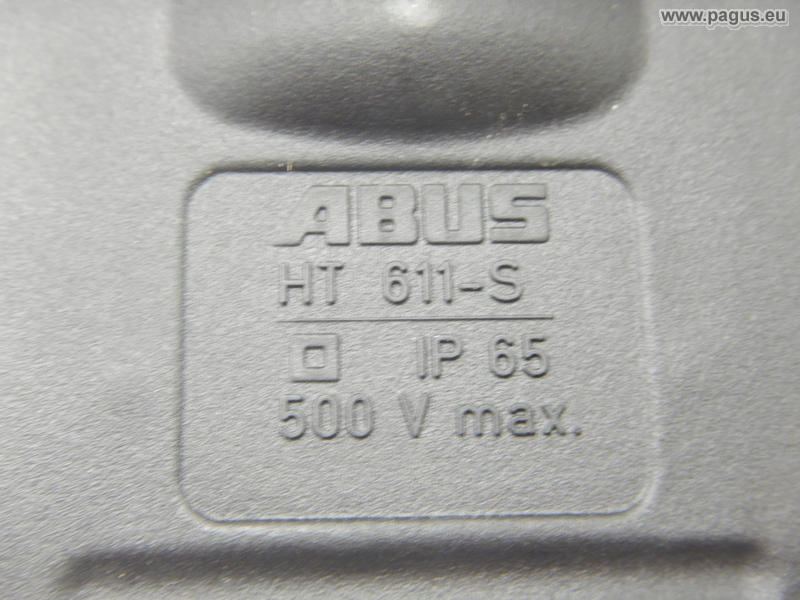 www.pagus.eu
ABUS
HT 611-S
IP 65
500 V max.